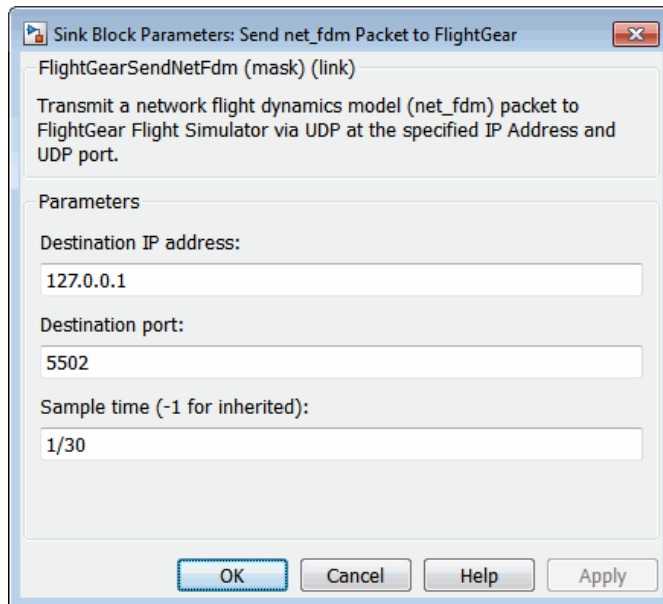 Sink Block Parameters: Send net_fdm Packet to FlightGear
FlightGearSendNetFdm (mask) (link)
Transmit a network flight dynamics model (net_fdm) packet to
FlightGear Flight Simulator via UDP at the specified IP Address and
UDP port.
Parameters
Destination IP address:
127.0.0.1
Destination port:
5502
Sample time (-1 for inherited):
1/30
OK Cancel Help Apply